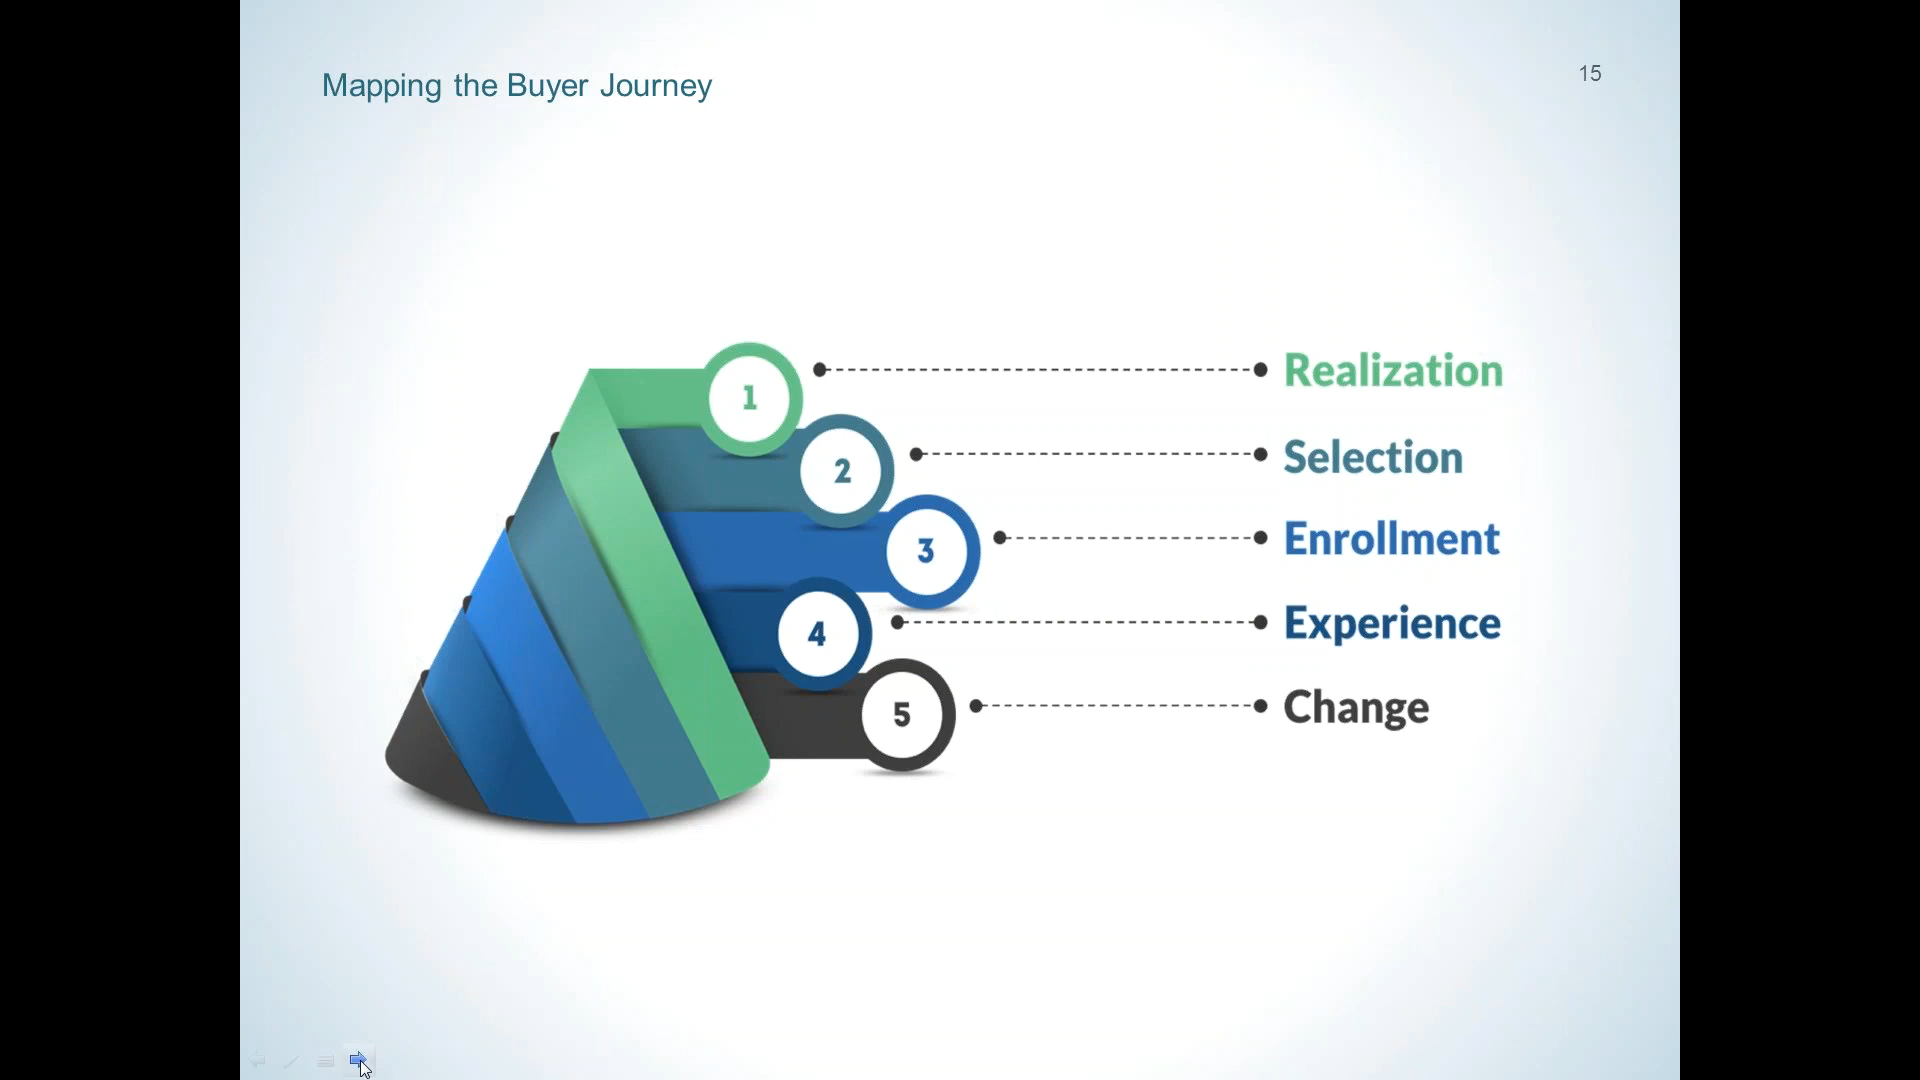 Mapping the Buyer Journey
15
1
Realization
2
Selection
3
Enrollment
4
Experience
5
Change